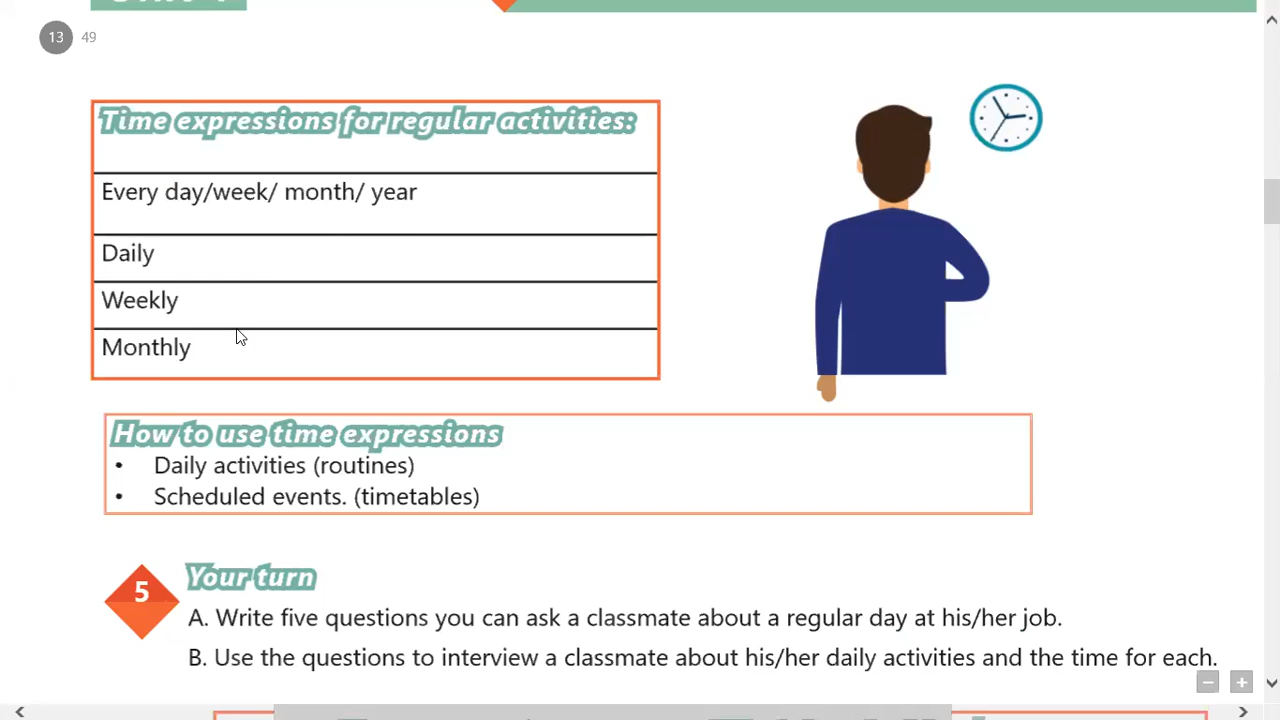 13 49
Time expressions for regular activities:
Every day/week/ month/ year
Daily
Weekly
Monthly
How to use time expressions
• Daily activities (routines)
• Scheduled events. (timetables)
5
Your turn
A. Write five questions you can ask a classmate about a regular day at his/her job.
B. Use the questions to interview a classmate about his/her daily activities and the time for each.